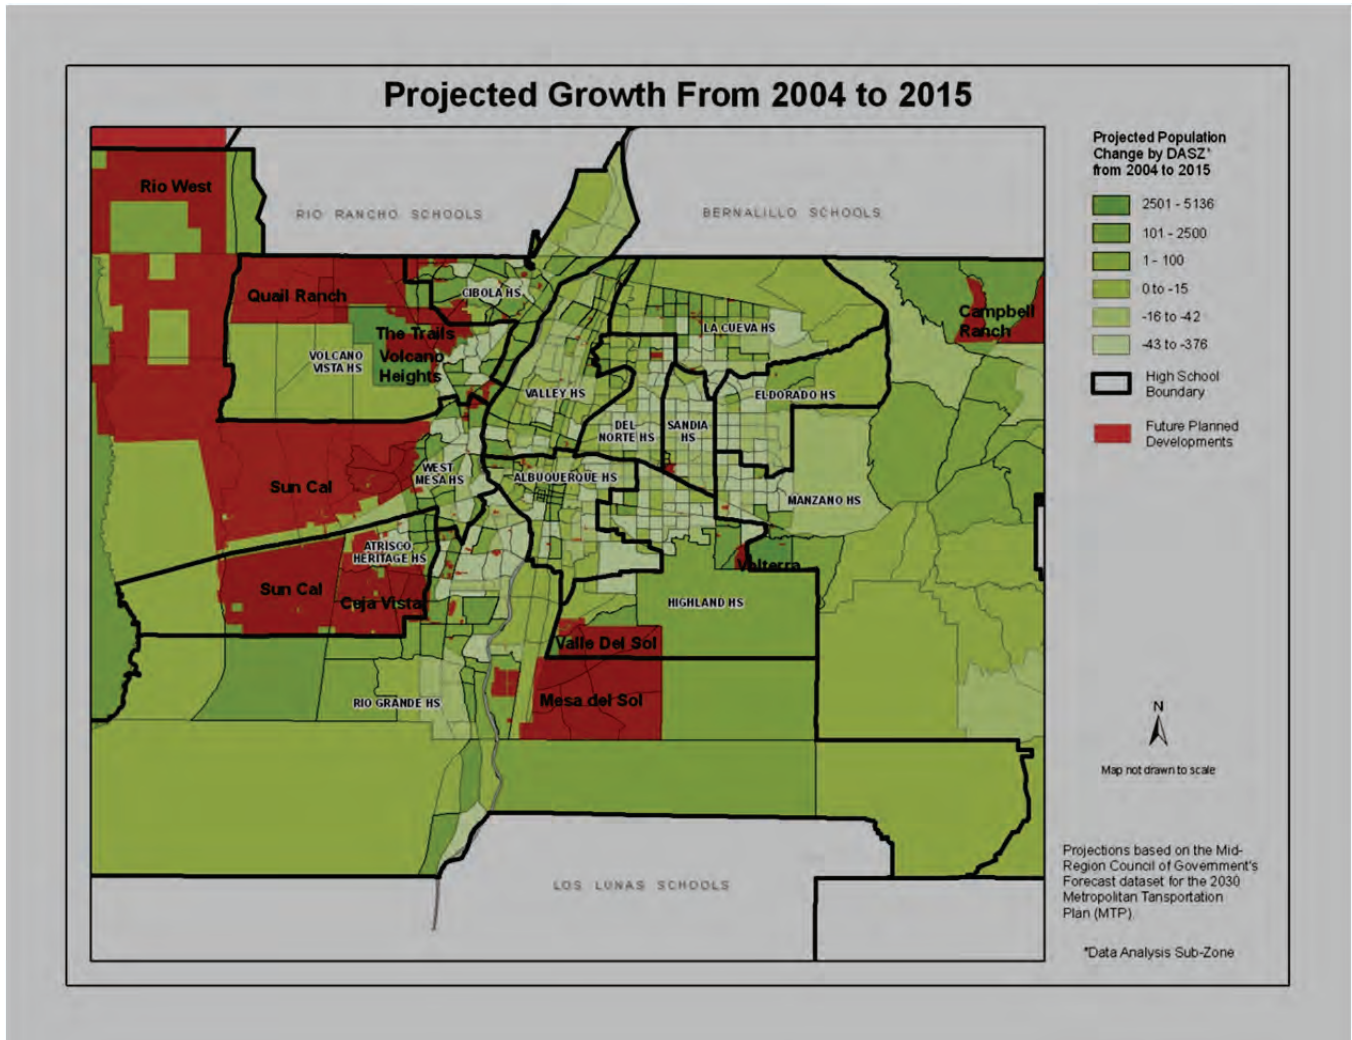 Projected Growth From 2004 to 2015
Projected Population
Change by DASZ*
from 2004 to 2015
2501 - 5136
101 - 2500
1 - 100
0 to -15
-16 to -42
-43 to -376
High School
Boundary
Future Planned
Developments
Rio West
RIO RANCHO SCHOOLS
BERNALILLO SCHOOLS
Quail Ranch
CIBOLA HS
Campbell
Ranch
LA CUEVA HS
The Trails
VOLCANO
VISTA HS
Volcano
Heights
VALLEY HS
ELDORADO HS
DEL
NORTE HS
SANDIA
HS
WEST
MESA HS
ALBUQUERQUE HS
Sun Cal
MANZANO HS
ATRISCO
HERITAGE HS
Volterra
Sun Cal
Ceja Vista
HIGHLAND HS
Valle Del Sol
RIO GRANDE HS
Mesa del Sol
LOS LUNAS SCHOOLS
N
Map not drawn to scale
Projections based on the Mid-
Region Council of Government's
Forecast dataset for the 2030
Metropolitan Tansportation
Plan (MTP)
*Data Analysis Sub-Zone